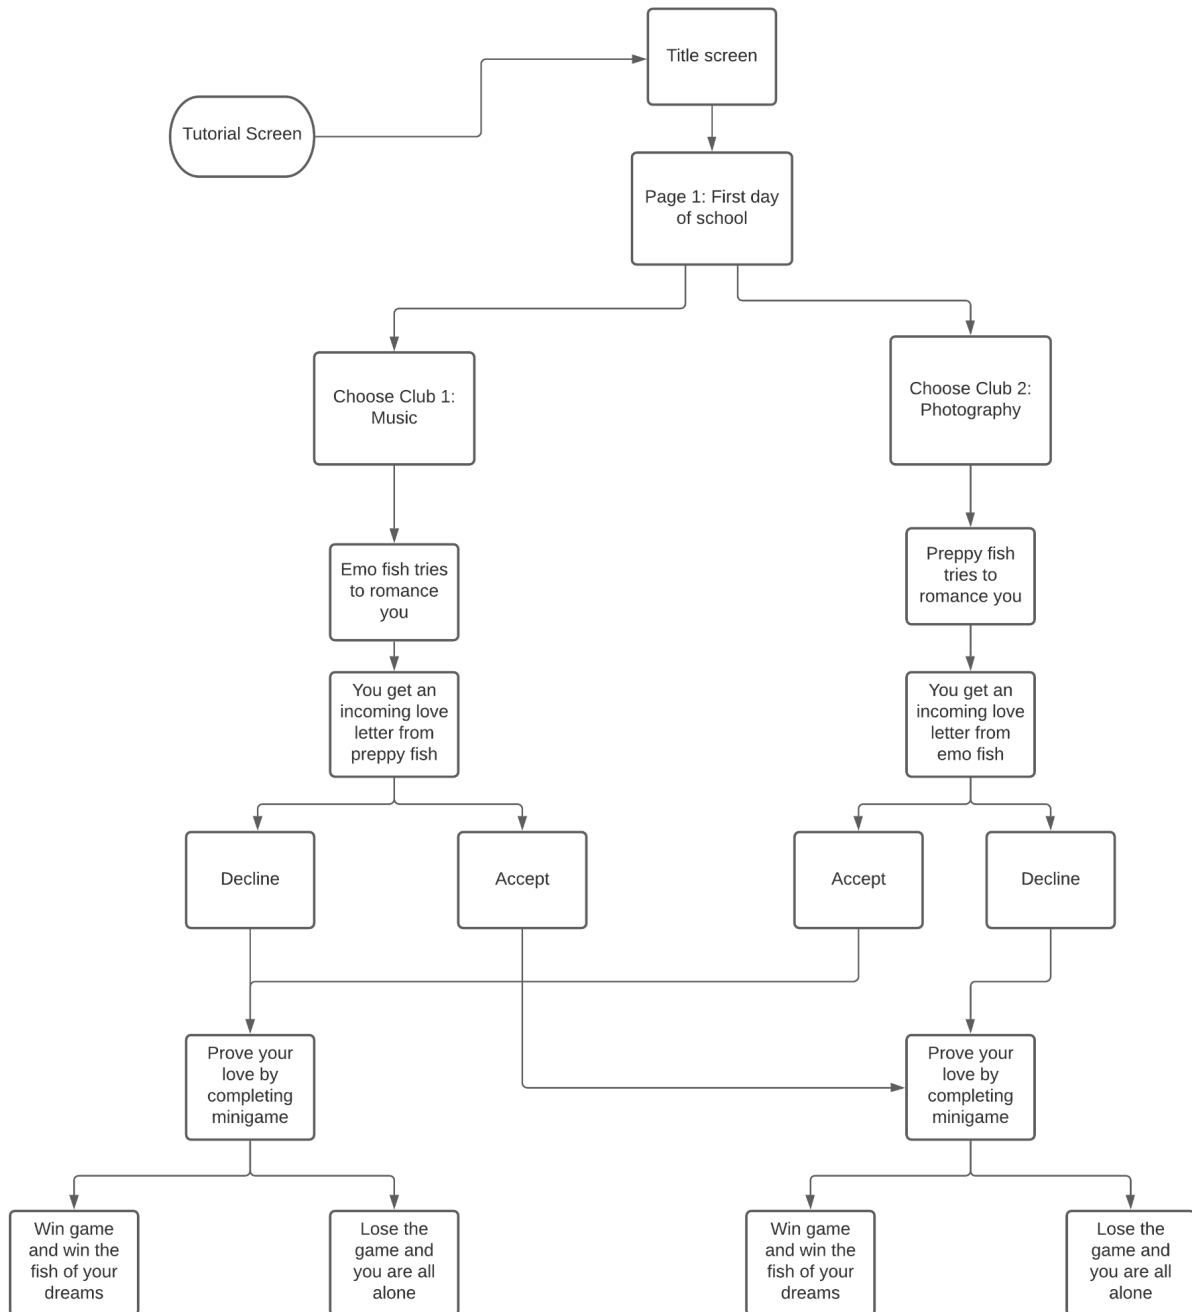 Title screen
Tutorial Screen
Page 1: First day
of school
Choose Club 1:
Music
Choose Club 2:
Photography
Emo fish tries
to romance
you
Preppy fish
tries to
romance you
You get an
incoming love
letter from
preppy fish
You get an
incoming love
letter from
emo fish
Decline
Accept
Accept
Decline
Prove your
love by
completing
minigame
Prove your
love by
completing
minigame
Win game
and win the
fish of your
dreams
Lose the
game and
you are all
alone
Win game
and win the
fish of your
dreams
Lose the
game and
you are all
alone